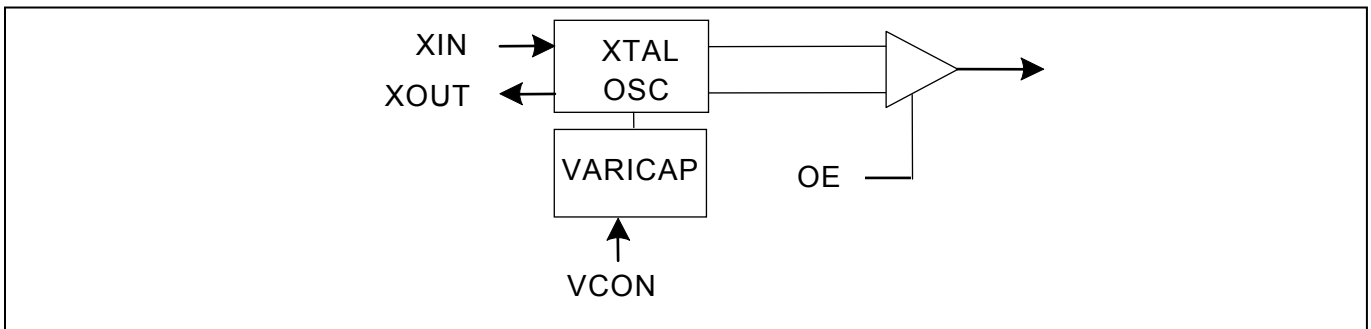 XIN
XOUT
XTAL
OSC
VARICAP
OE
VCON